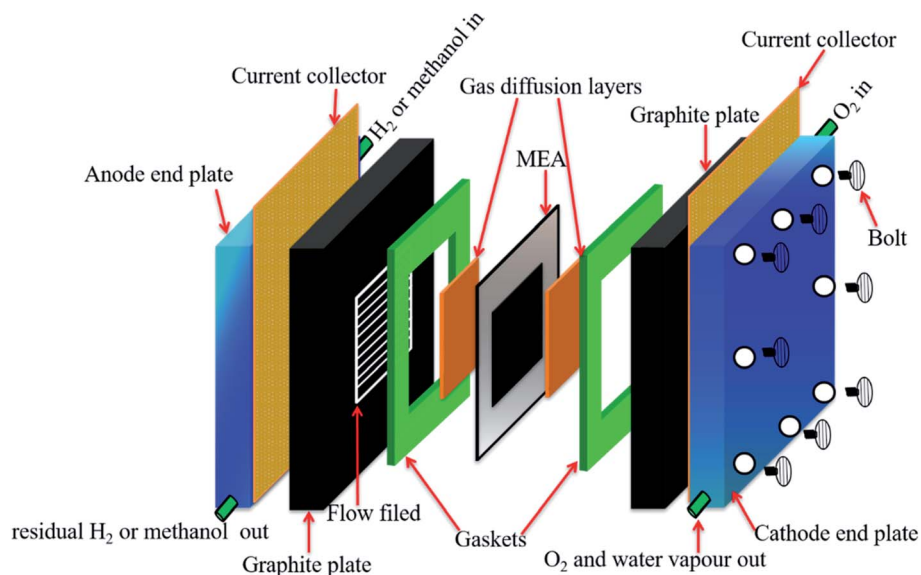 Current collector
Current collector
H₂ or methanol in
Gas diffusion layers
O₂ in
Graphite plate
MEA
Anode end plate
Bolt
Flow filed
residual H₂ or methanol out
Gaskets
Cathode end plate
Graphite plate
O₂ and water vapour out